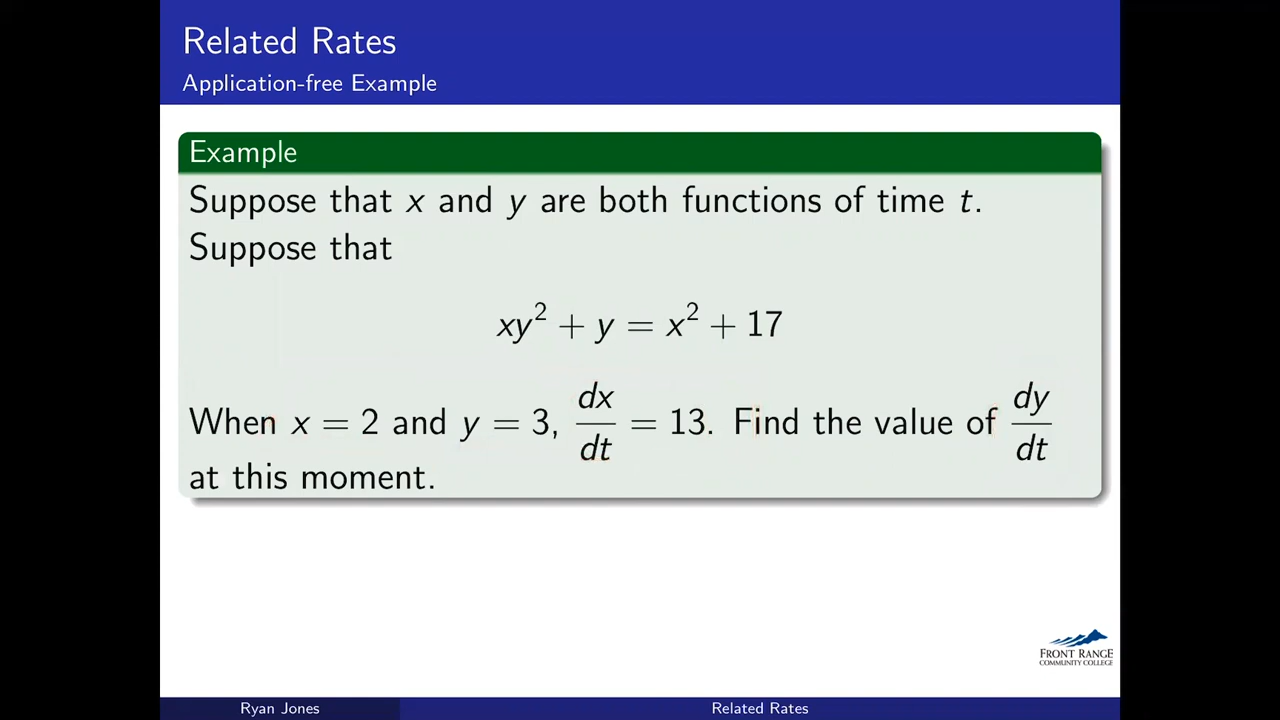 Related Rates
Application-free Example
Example
Suppose that x and y are both functions of time t.
Suppose that
xy² + y = x² + 17
When x = 2 and y = 3, dx/dt = 13. Find the value of dy/dt
at this moment.
FRONT RANGE
COMMUNITY COLLEGE
Ryan Jones Related Rates